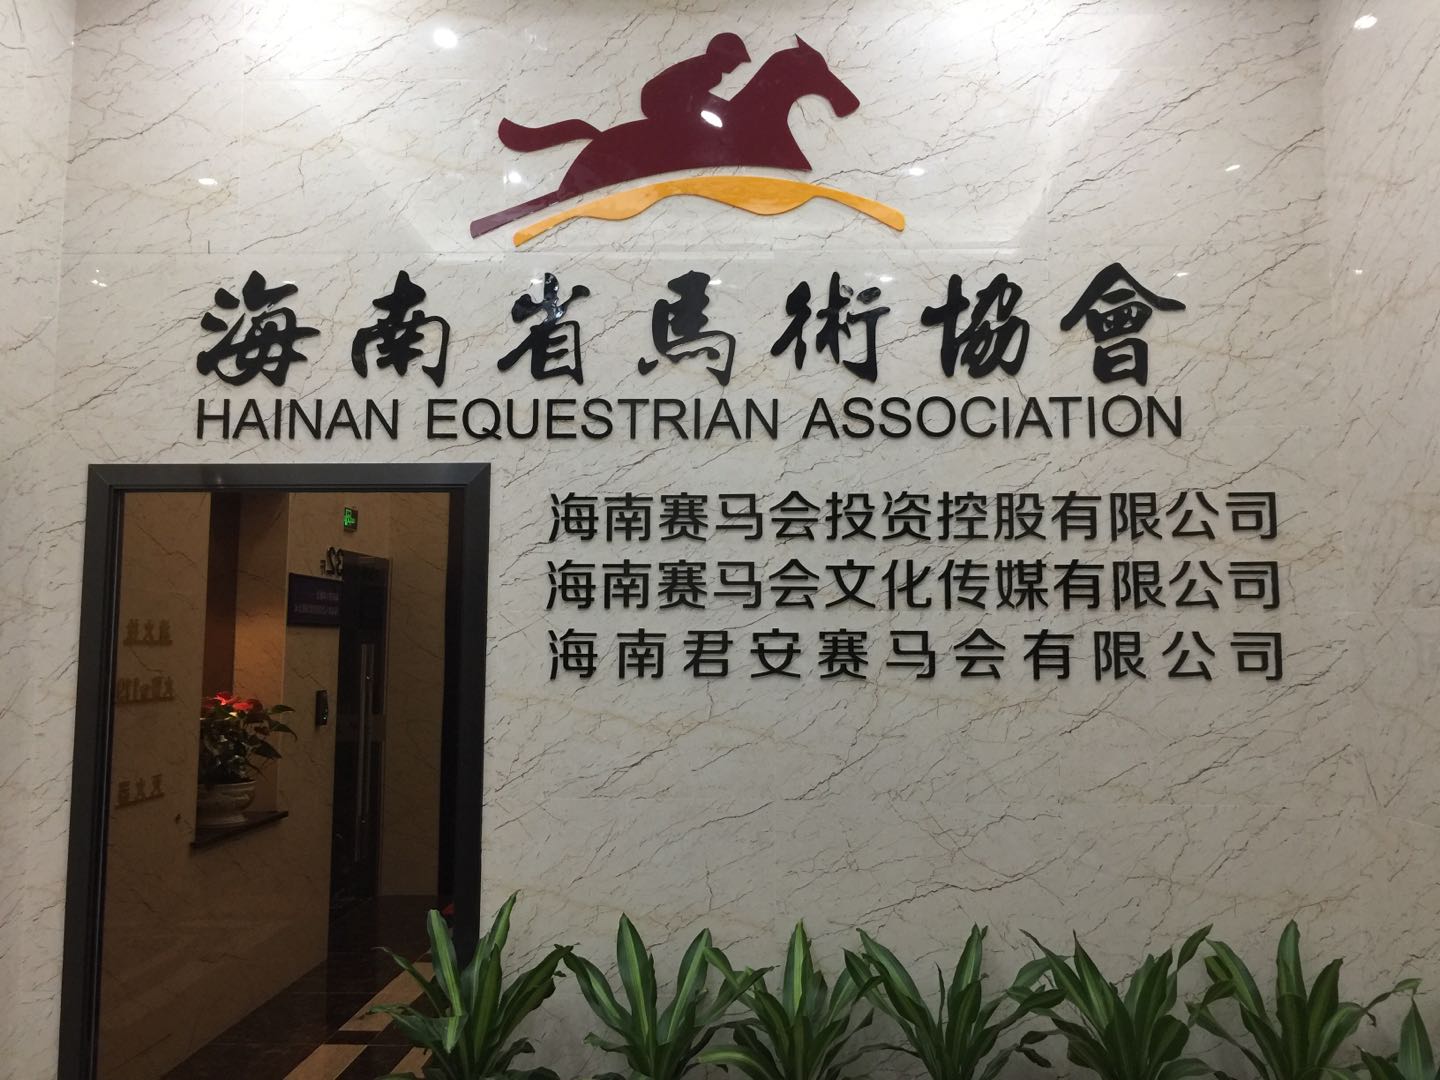 海南省馬術協會
HAINAN EQUESTRIAN ASSOCIATION
海南赛马会投资控股有限公司
海南赛马会文化传媒有限公司
海南君安赛马会有限公司